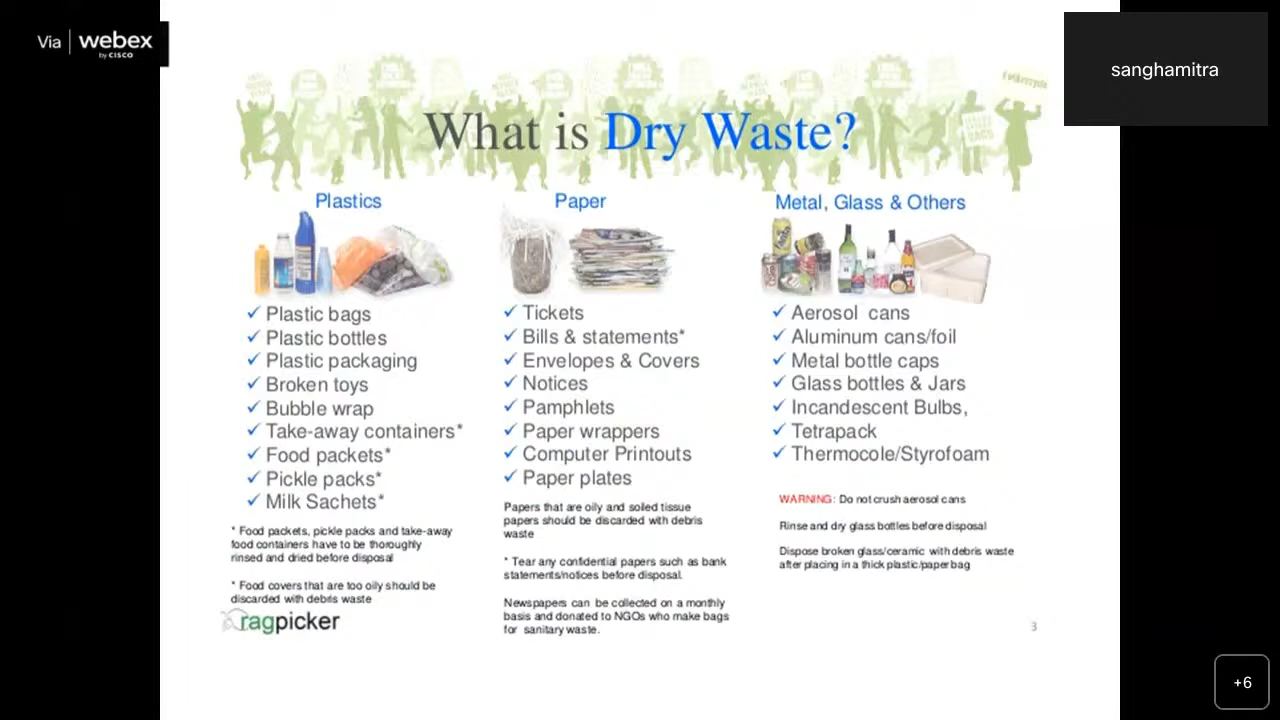 Via webex
by CISCO
sanghamitra
What is Dry Waste?
Plastics
✓ Plastic bags
✓ Plastic bottles
✓ Plastic packaging
✓ Broken toys
✓ Bubble wrap
✓ Take-away containers*
✓ Food packets*
✓ Pickle packs*
✓ Milk Sachets*
* Food packets, pickle packs and take-away
food containers have to be thoroughly
rinsed and dried before disposal
* Food covers that are too oily should be
discarded with debris waste
Paper
✓ Tickets
✓ Bills & statements*
✓ Envelopes & Covers
✓ Notices
✓ Pamphlets
✓ Paper wrappers
✓ Computer Printouts
✓ Paper plates
Papers that are oily and soiled tissue
papers should be discarded with debris
waste
* Tear any confidential papers such as bank
statements/notices before disposal.
Newspapers can be collected on a monthly
basis and donated to NGOs who make bags
for sanitary waste.
Metal, Glass & Others
✓ Aerosol cans
✓ Aluminum cans/foil
✓ Metal bottle caps
✓ Glass bottles & Jars
✓ Incandescent Bulbs,
✓ Tetrapack
✓ Thermocole/Styrofoam
WARNING: Do not crush aerosol cans
Rinse and dry glass bottles before disposal
Dispose broken glass/ceramic with debris waste
after placing in a thick plastic/paper bag
ragpicker
3
+6